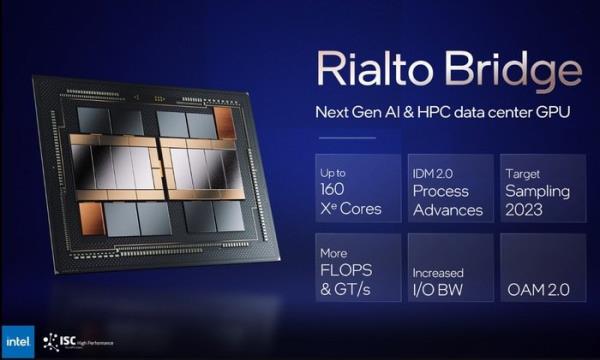 Rialto Bridge
Next Gen AI & HPC data center GPU
Up to
160
Xe Cores
IDM 2.0
Process
Advances
Target
Sampling
2023
More
FLOPS
& GT/s
Increased
I/O BW
OAM 2.0
intel.
ISC High Performance